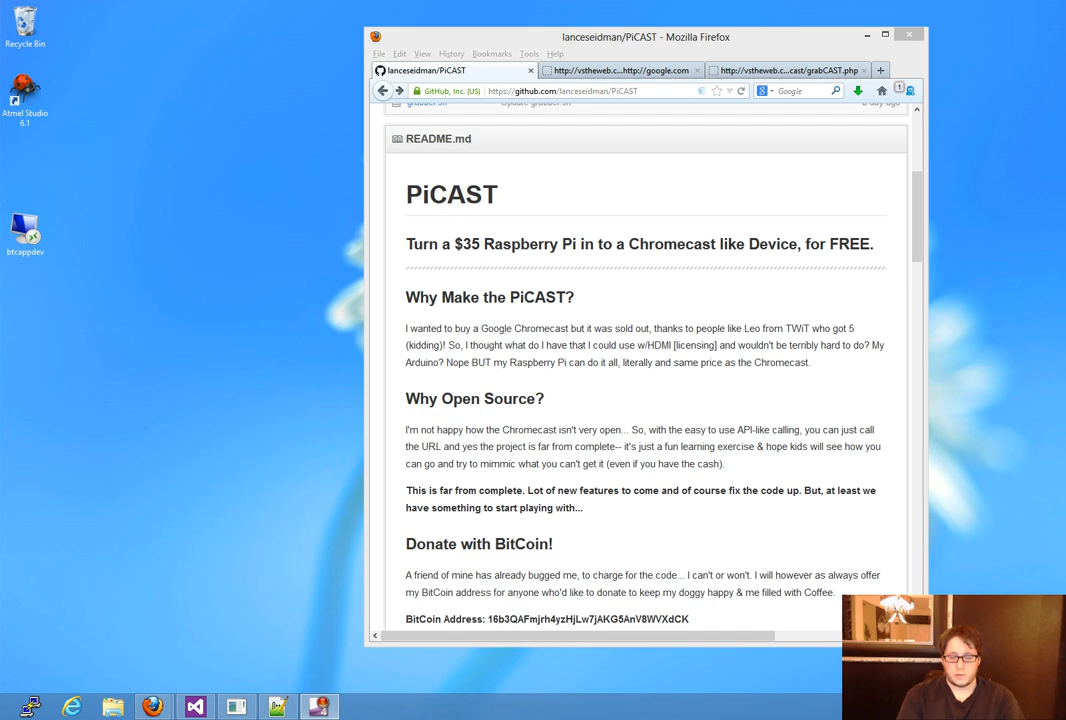 Recycle Bin
Atmel Studio
6.1
btcappdev
lanceseidman/PiCAST - Mozilla Firefox
File Edit View History Bookmarks Tools Help
lanceseidman/PiCAST
http://vstheweb.c...http://google.com
http://vstheweb.c...cast/grabCAST.php
GitHub, Inc. (US)
https://github.com/lanceseidman/PiCAST
Google
1
README.md
PiCAST
Turn a $35 Raspberry Pi in to a Chromecast like Device, for FREE.
Why Make the PiCAST?
I wanted to buy a Google Chromecast but it was sold out, thanks to people like Leo from TWiT who got 5
(kidding)! So, I thought what do I have that I could use w/HDMI [licensing] and wouldn't be terribly hard to do? My
Arduino? Nope BUT my Raspberry Pi can do it all, literally and same price as the Chromecast.
Why Open Source?
I'm not happy how the Chromecast isn't very open... So, with the easy to use API-like calling, you can just call
the URL and yes the project is far from complete-- it's just a fun learning exercise & hope kids will see how you
can go and try to mimmic what you can't get it (even if you have the cash).
This is far from complete. Lot of new features to come and of course fix the code up. But, at least we
have something to start playing with...
Donate with BitCoin!
A friend of mine has already bugged me, to charge for the code... I can't or won't. I will however as always offer
my BitCoin address for anyone who'd like to donate to keep my doggy happy & me filled with Coffee.
BitCoin Address: 16b3QAFmjrh4yzHjLw7jAKG5AnV8WVXdCK